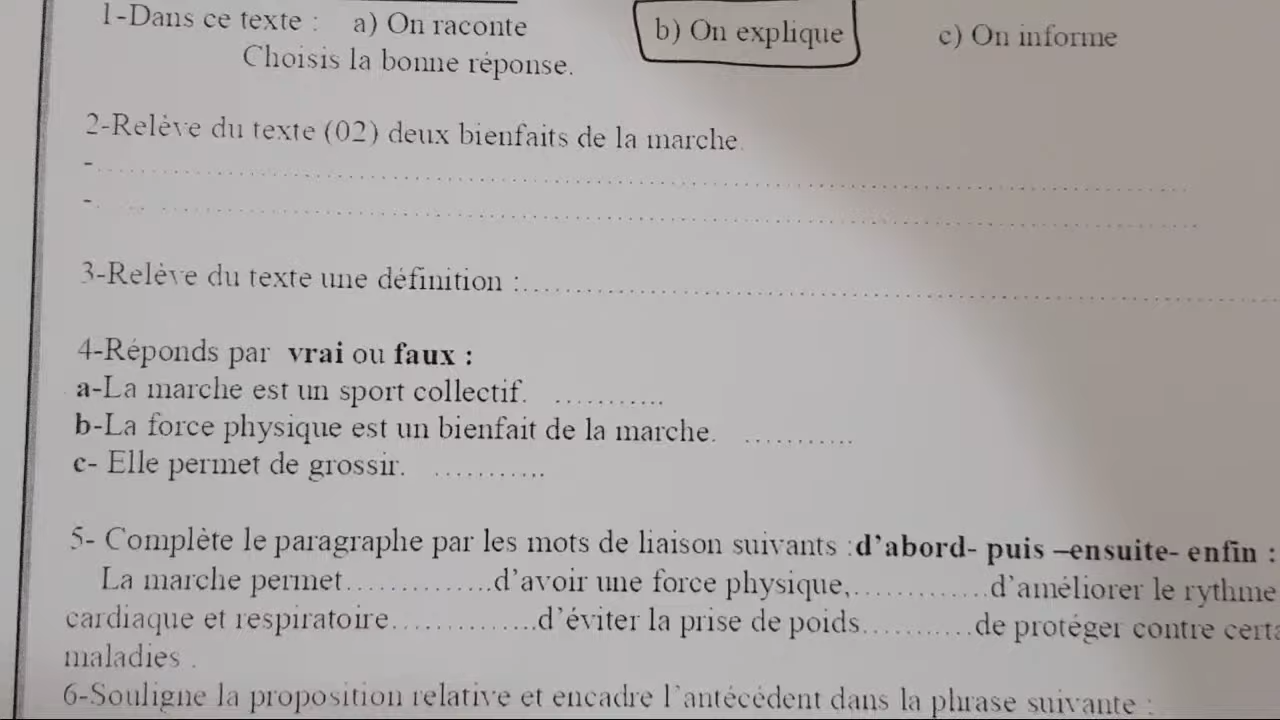 1-Dans ce texte : a) On raconte b) On explique c) On informe
Choisis la bonne réponse.
2-Relève du texte (02) deux bienfaits de la marche.
-..............................
-..............................
3-Relève du texte une définition :..............................
4-Réponds par vrai ou faux :
a-La marche est un sport collectif. ...........
b-La force physique est un bienfait de la marche. ...........
c- Elle permet de grossir. ...........
5- Complète le paragraphe par les mots de liaison suivants :d'abord- puis –ensuite- enfin :
La marche permet..............d'avoir une force physique,.............d'améliorer le rythme
cardiaque et respiratoire..............d'éviter la prise de poids...........de protéger contre
maladies .
6-Souligne la proposition relative et encadre l'antécédent dans la phrase suivante :